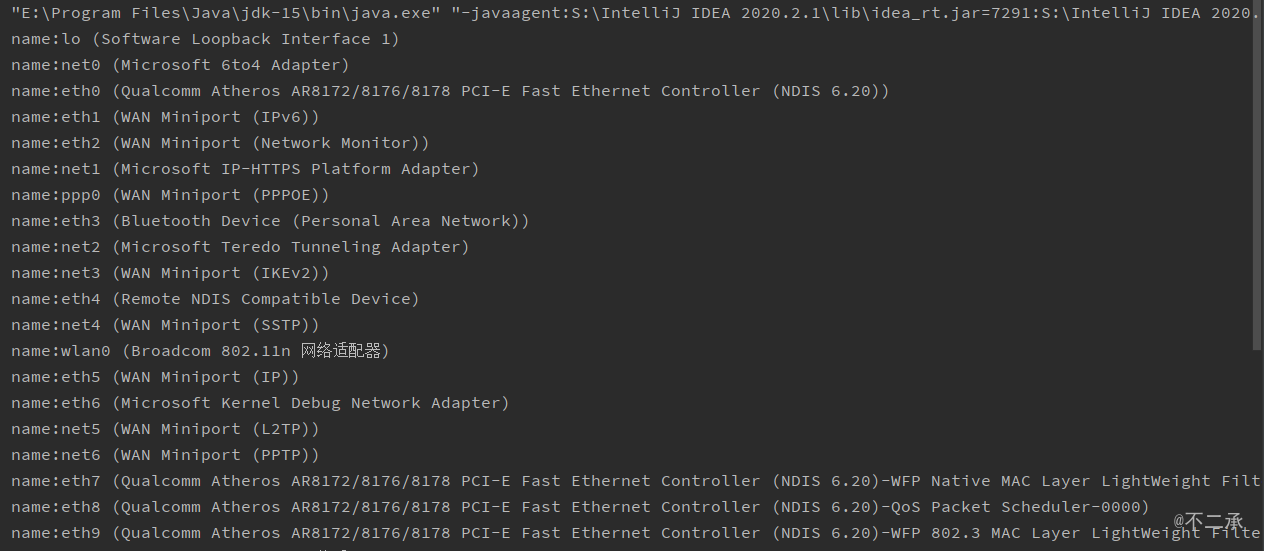 "E:\Program Files\Java\jdk-15\bin\java.exe" "-javaagent:S:\IntelliJ IDEA 2020.2.1\lib\idea_rt.jar=7291:S:\IntelliJ IDEA 2020.
name:lo (Software Loopback Interface 1)
name:net0 (Microsoft 6to4 Adapter)
name:eth0 (Qualcomm Atheros AR8172/8176/8178 PCI-E Fast Ethernet Controller (NDIS 6.20))
name:eth1 (WAN Miniport (IPv6))
name:eth2 (WAN Miniport (Network Monitor))
name:net1 (Microsoft IP-HTTPS Platform Adapter)
name:ppp0 (WAN Miniport (PPPOE))
name:eth3 (Bluetooth Device (Personal Area Network))
name:net2 (Microsoft Teredo Tunneling Adapter)
name:net3 (WAN Miniport (IKEv2))
name:eth4 (Remote NDIS Compatible Device)
name:net4 (WAN Miniport (SSTP))
name:wlan0 (Broadcom 802.11n 网络适配器)
name:eth5 (WAN Miniport (IP))
name:eth6 (Microsoft Kernel Debug Network Adapter)
name:net5 (WAN Miniport (L2TP))
name:net6 (WAN Miniport (PPTP))
name:eth7 (Qualcomm Atheros AR8172/8176/8178 PCI-E Fast Ethernet Controller (NDIS 6.20)-WFP Native MAC Layer LightWeight Filt
name:eth8 (Qualcomm Atheros AR8172/8176/8178 PCI-E Fast Ethernet Controller (NDIS 6.20)-QoS Packet Scheduler-0000)
name:eth9 (Qualcomm Atheros AR8172/8176/8178 PCI-E Fast Ethernet Controller (NDIS 6.20)-WFP 802.3 MAC Layer LightWeight Filte
@不二承